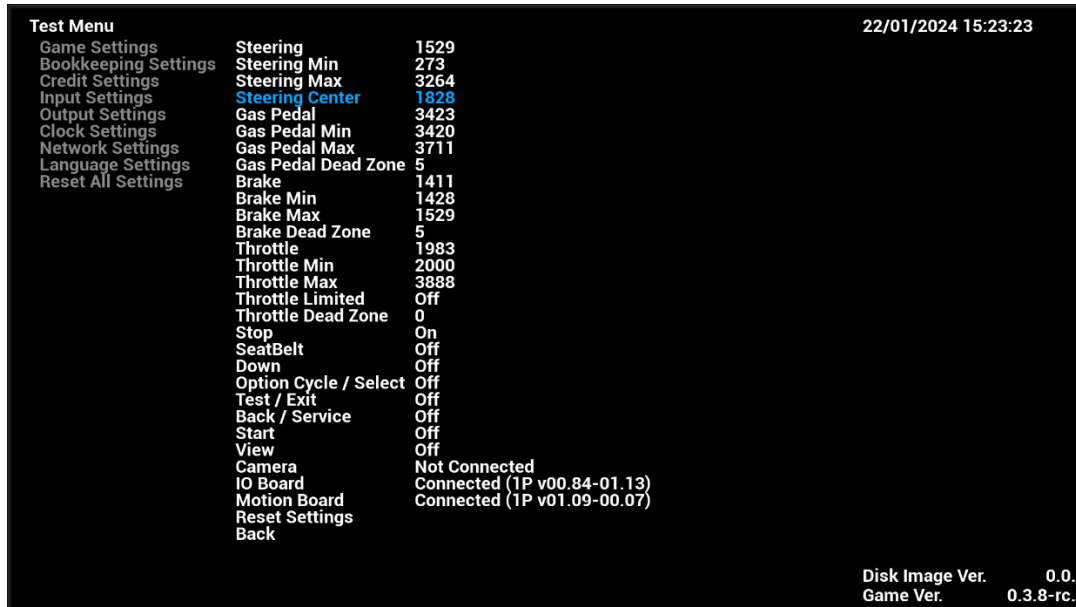 Test Menu 22/01/2024 15:23:23
Game Settings Steering 1529
Bookkeeping Settings Steering Min 273
Credit Settings Steering Max 3264
Input Settings Steering Center 1828
Output Settings Gas Pedal 3423
Clock Settings Gas Pedal Min 3420
Network Settings Gas Pedal Max 3711
Language Settings Gas Pedal Dead Zone 5
Reset All Settings Brake 1411
Brake Min 1428
Brake Max 1529
Brake Dead Zone 5
Throttle 1983
Throttle Min 2000
Throttle Max 3888
Throttle Limited Off
Throttle Dead Zone 0
Stop On
SeatBelt Off
Down Off
Option Cycle / Select Off
Test / Exit Off
Back / Service Off
Start Off
View Off
Camera Not Connected
IO Board Connected (1P v00.84-01.13)
Motion Board Connected (1P v01.09-00.07)
Reset Settings
Back
Disk Image Ver. 0.0.
Game Ver. 0.3.8-rc.